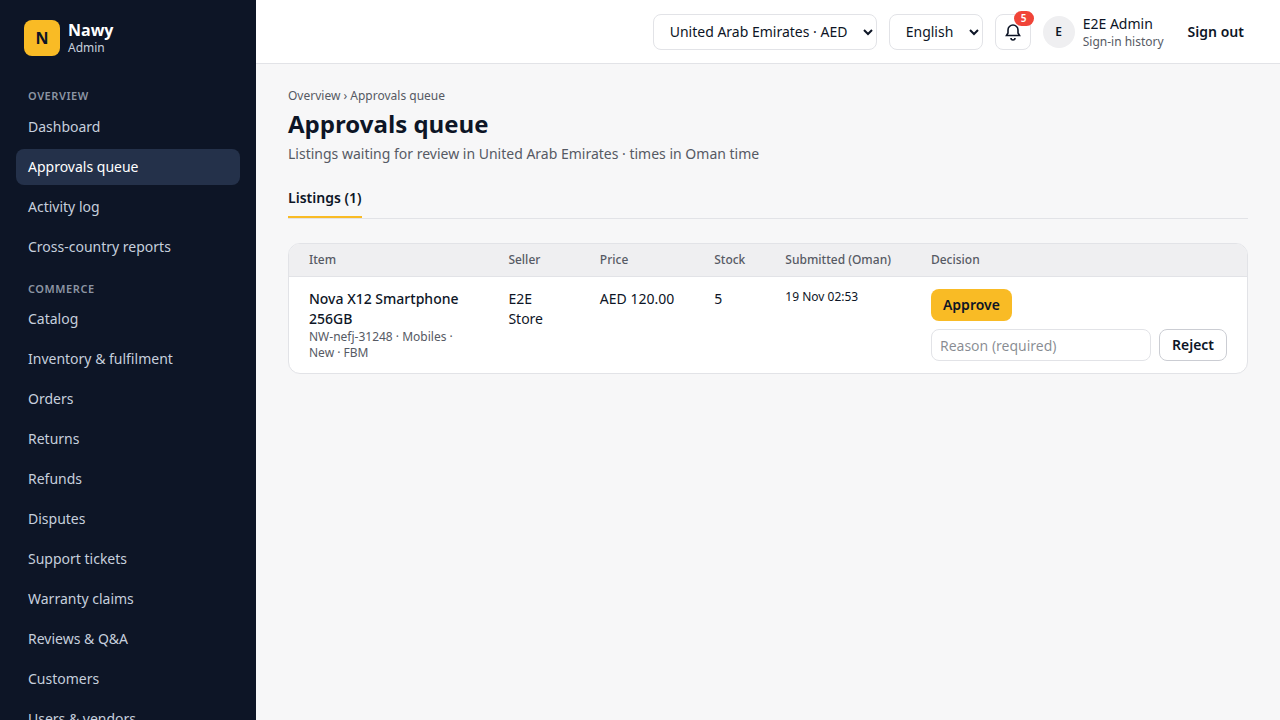 N
Nawy
Admin
United Arab Emirates · AED
English
5
E
E2E Admin
Sign-in history
Sign out
OVERVIEW
Dashboard
Approvals queue
Activity log
Cross-country reports
COMMERCE
Catalog
Inventory & fulfilment
Orders
Returns
Refunds
Disputes
Support tickets
Warranty claims
Reviews & Q&A
Customers
Users & vendors
Overview › Approvals queue
Approvals queue
Listings waiting for review in United Arab Emirates · times in Oman time
Listings (1)
Item
Seller
Price
Stock
Submitted (Oman)
Decision
Nova X12 Smartphone
256GB
NW-nefj-31248 · Mobiles ·
New · FBM
E2E
Store
AED 120.00
5
19 Nov 02:53
Approve
Reason (required)
Reject